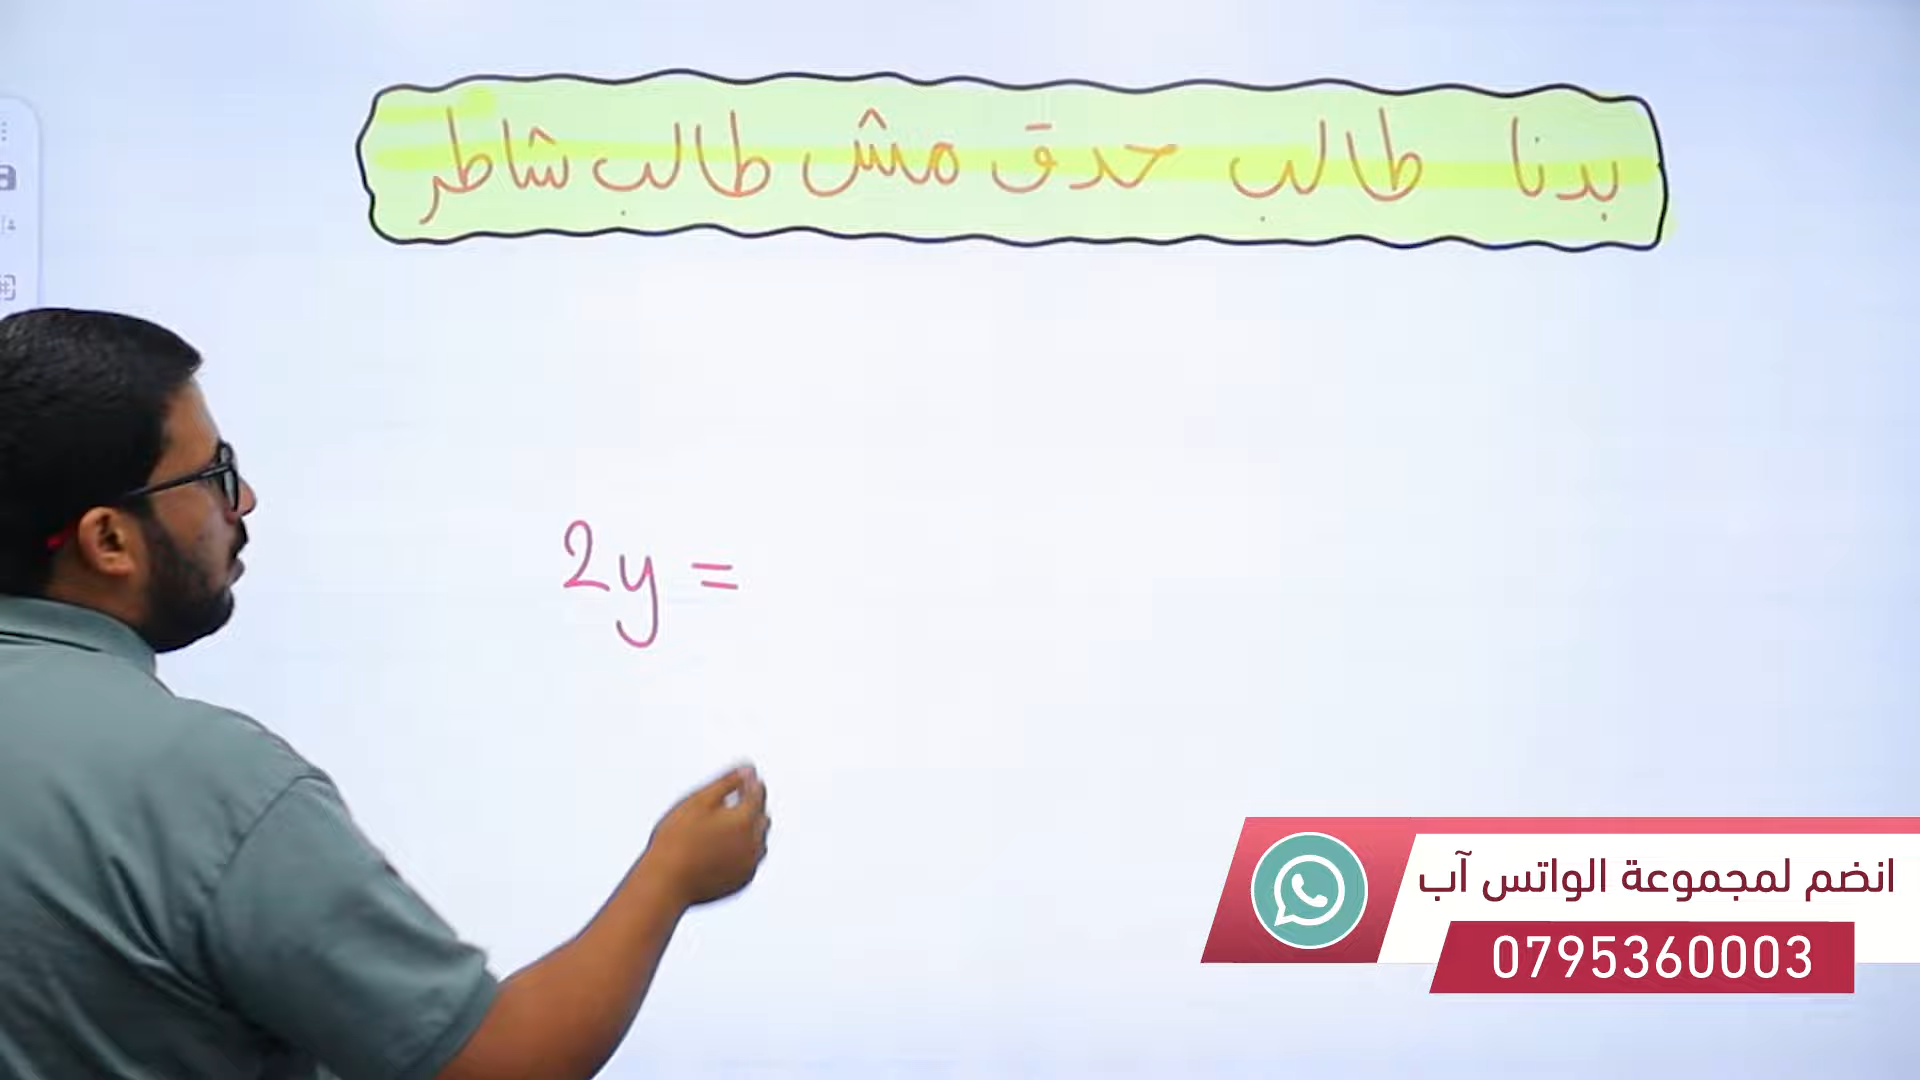 بدنا طالب حدق مش طالب شاطر
2y =
انضم لمجموعة الواتس آب
0795360003